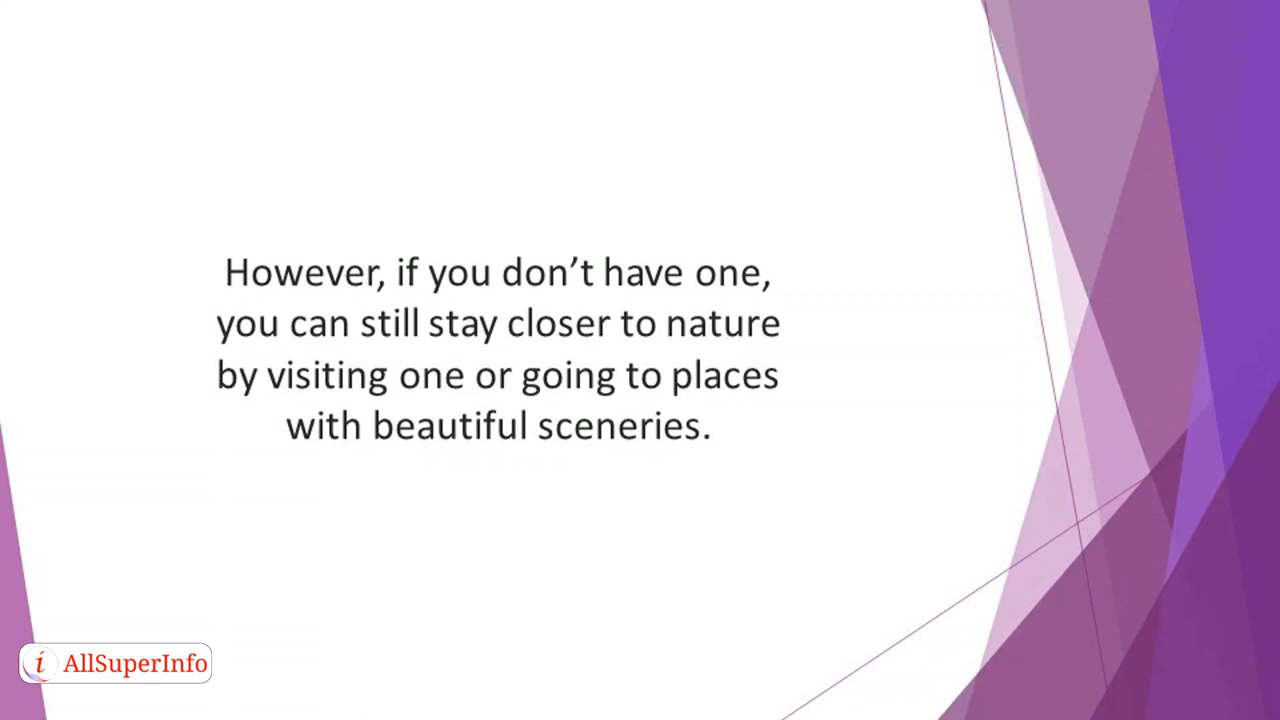 However, if you don’t have one,
you can still stay closer to nature
by visiting one or going to places
with beautiful sceneries.
i AllSuperInfo